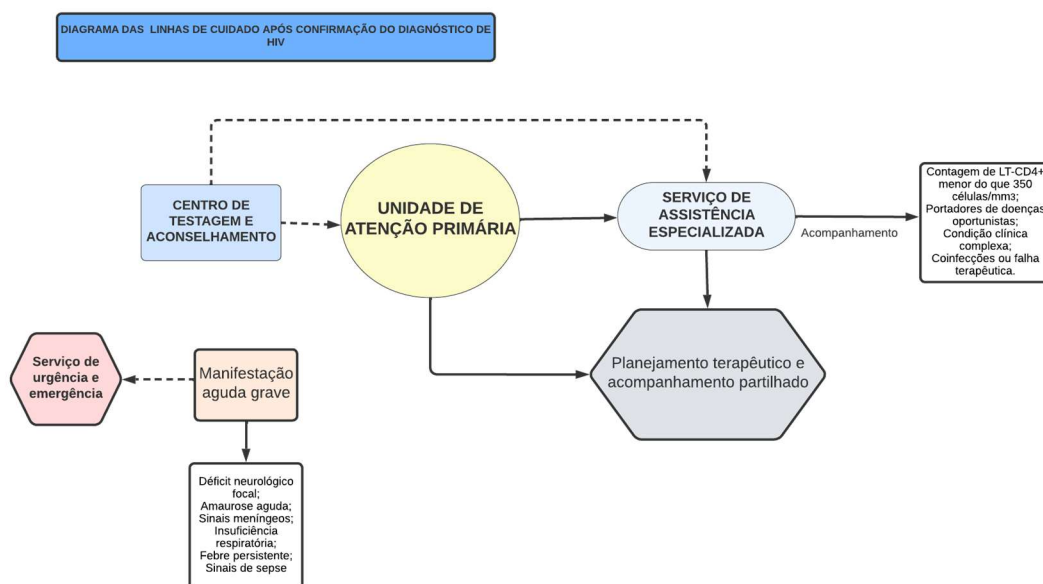 DIAGRAMA DAS LINHAS DE CUIDADO APÓS CONFIRMAÇÃO DO DIAGNÓSTICO DE
HIV
CENTRO DE
TESTAGEM E
ACONSELHAMENTO
UNIDADE DE
ATENÇÃO PRIMÁRIA
SERVIÇO DE
ASSISTÊNCIA
ESPECIALIZADA
Acompanhamento
Contagem de LT-CD4+
menor do que 350
células/mm3;
Portadores de doenças
oportunistas;
Condição clínica
complexa;
Coinfecções ou falha
terapêutica.
Planejamento terapêutico e
acompanhamento partilhado
Serviço de
urgência e
emergência
Manifestação
aguda grave
Déficit neurológico
focal;
Amaurose aguda;
Sinais meníngeos;
Insuficiência
respiratória;
Febre persistente;
Sinais de sepse